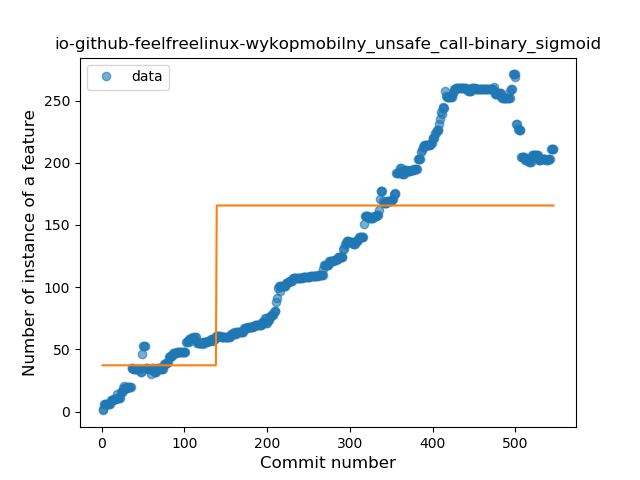 io-github-feelfreelinux-wykopmobilny_unsafe_call-binary_sigmoid
data
Number of instance of a feature
250
200
150
100
50
0
0 100 200 300 400 500
Commit number